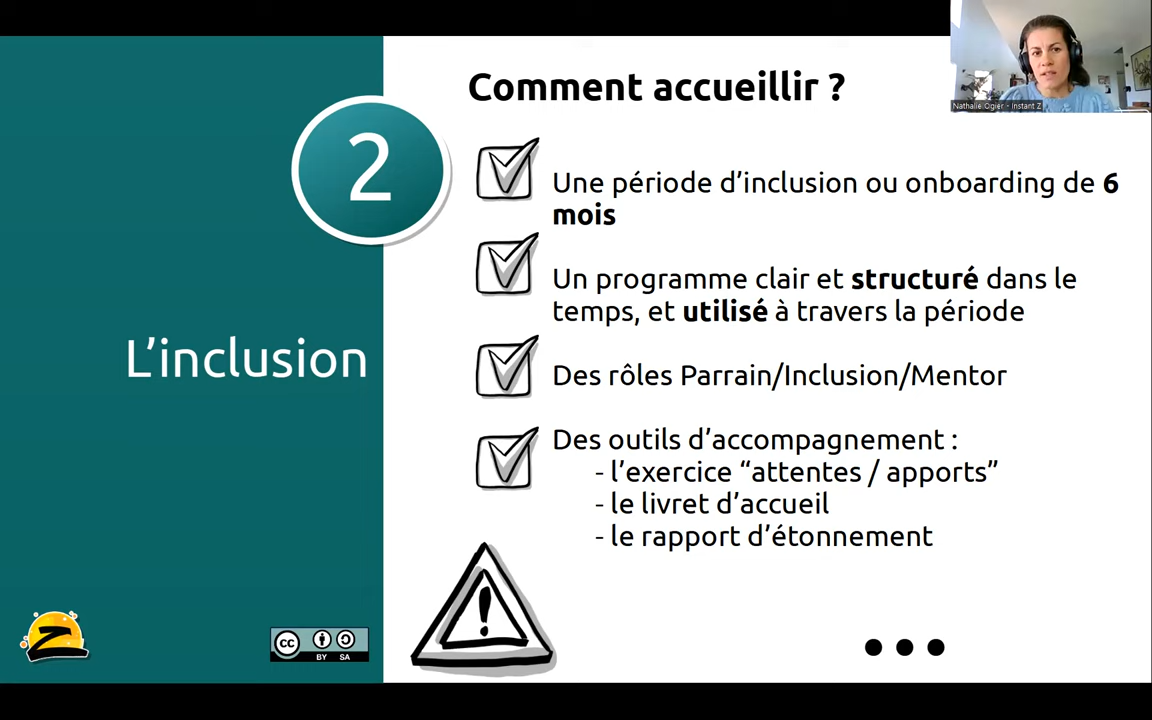 Comment accueillir ?
Nathalie Ogier - Instant Z
2
Une période d’inclusion ou onboarding de 6
mois
Un programme clair et structuré dans le
temps, et utilisé à travers la période
L’inclusion
Des rôles Parrain/Inclusion/Mentor
Des outils d’accompagnement :
- l’exercice “attentes / apports”
- le livret d’accueil
- le rapport d’étonnement
!
Z
cc
BY SA
● ● ●